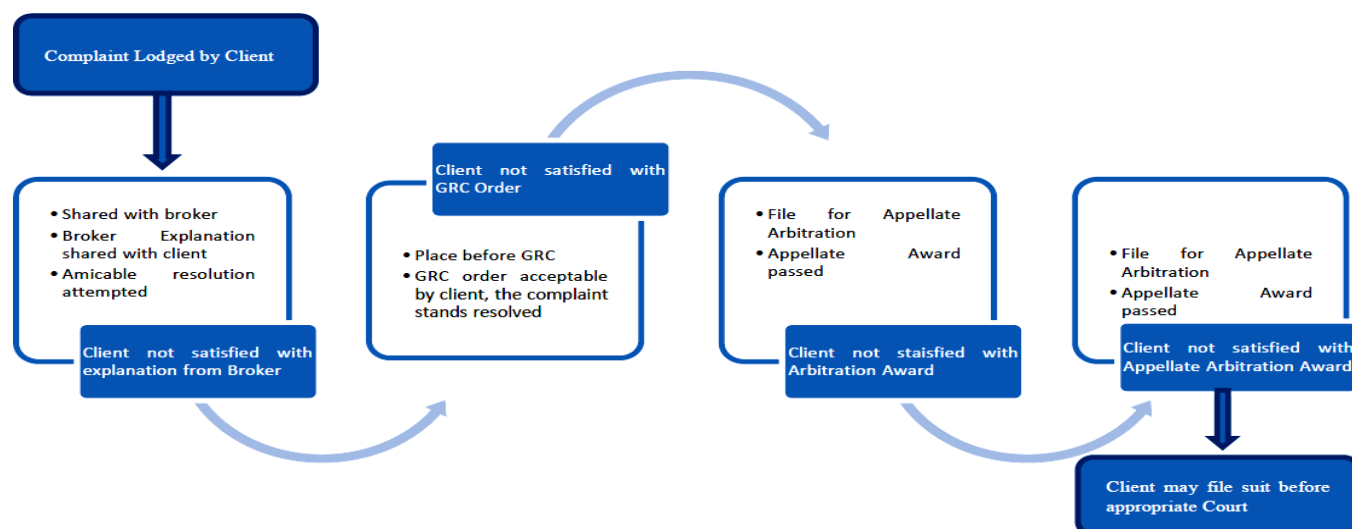 Complaint Lodged by Client
• Shared with broker
• Broker Explanation
shared with client
• Amicable resolution
attempted
Client not satisfied with
explanation from Broker
Client not satisfied with
GRC Order
• Place before GRC
• GRC order acceptable
by client, the complaint
stands resolved
• File for Appellate
Arbitration
• Appellate Award
passed
Client not staisfied with
Arbitration Award
• File for Appellate
Arbitration
• Appellate Award
passed
Client not satisfied with
Appellate Arbitration Award
Client may file suit before
appropriate Court